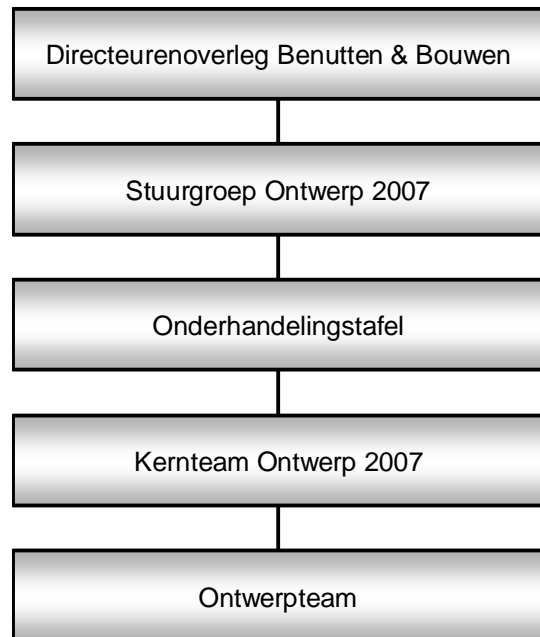 Directeurenoverleg Benutten & Bouwen
Stuurgroep Ontwerp 2007
Onderhandelingstafel
Kernteam Ontwerp 2007
Ontwerpteam